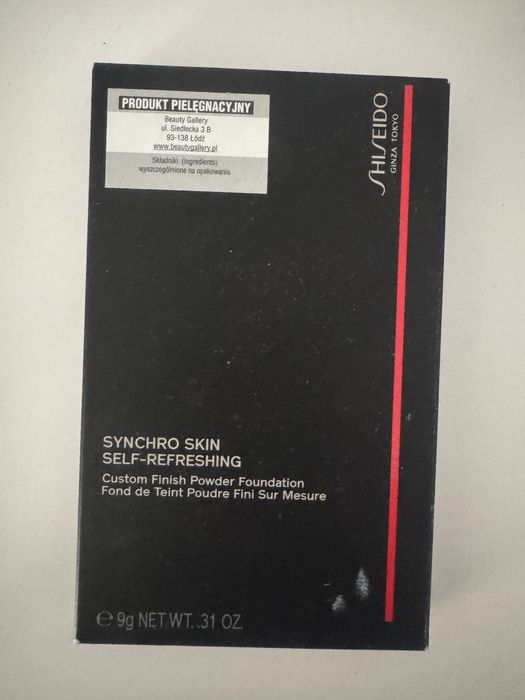 PRODUKT PIELĘGNACYJNY
Beauty Gallery
ul. Siedlecka 3 B
93-138 Łódź
www.beautygallery.pl
Składniki: (ingredients)
wyszczególnione na opakowaniu
SHISEIDO
GINZA TOKYO
SYNCHRO SKIN
SELF-REFRESHING
Custom Finish Powder Foundation
Fond de Teint Poudre Fini Sur Mesure
℮ 9g NET WT. .31 OZ.